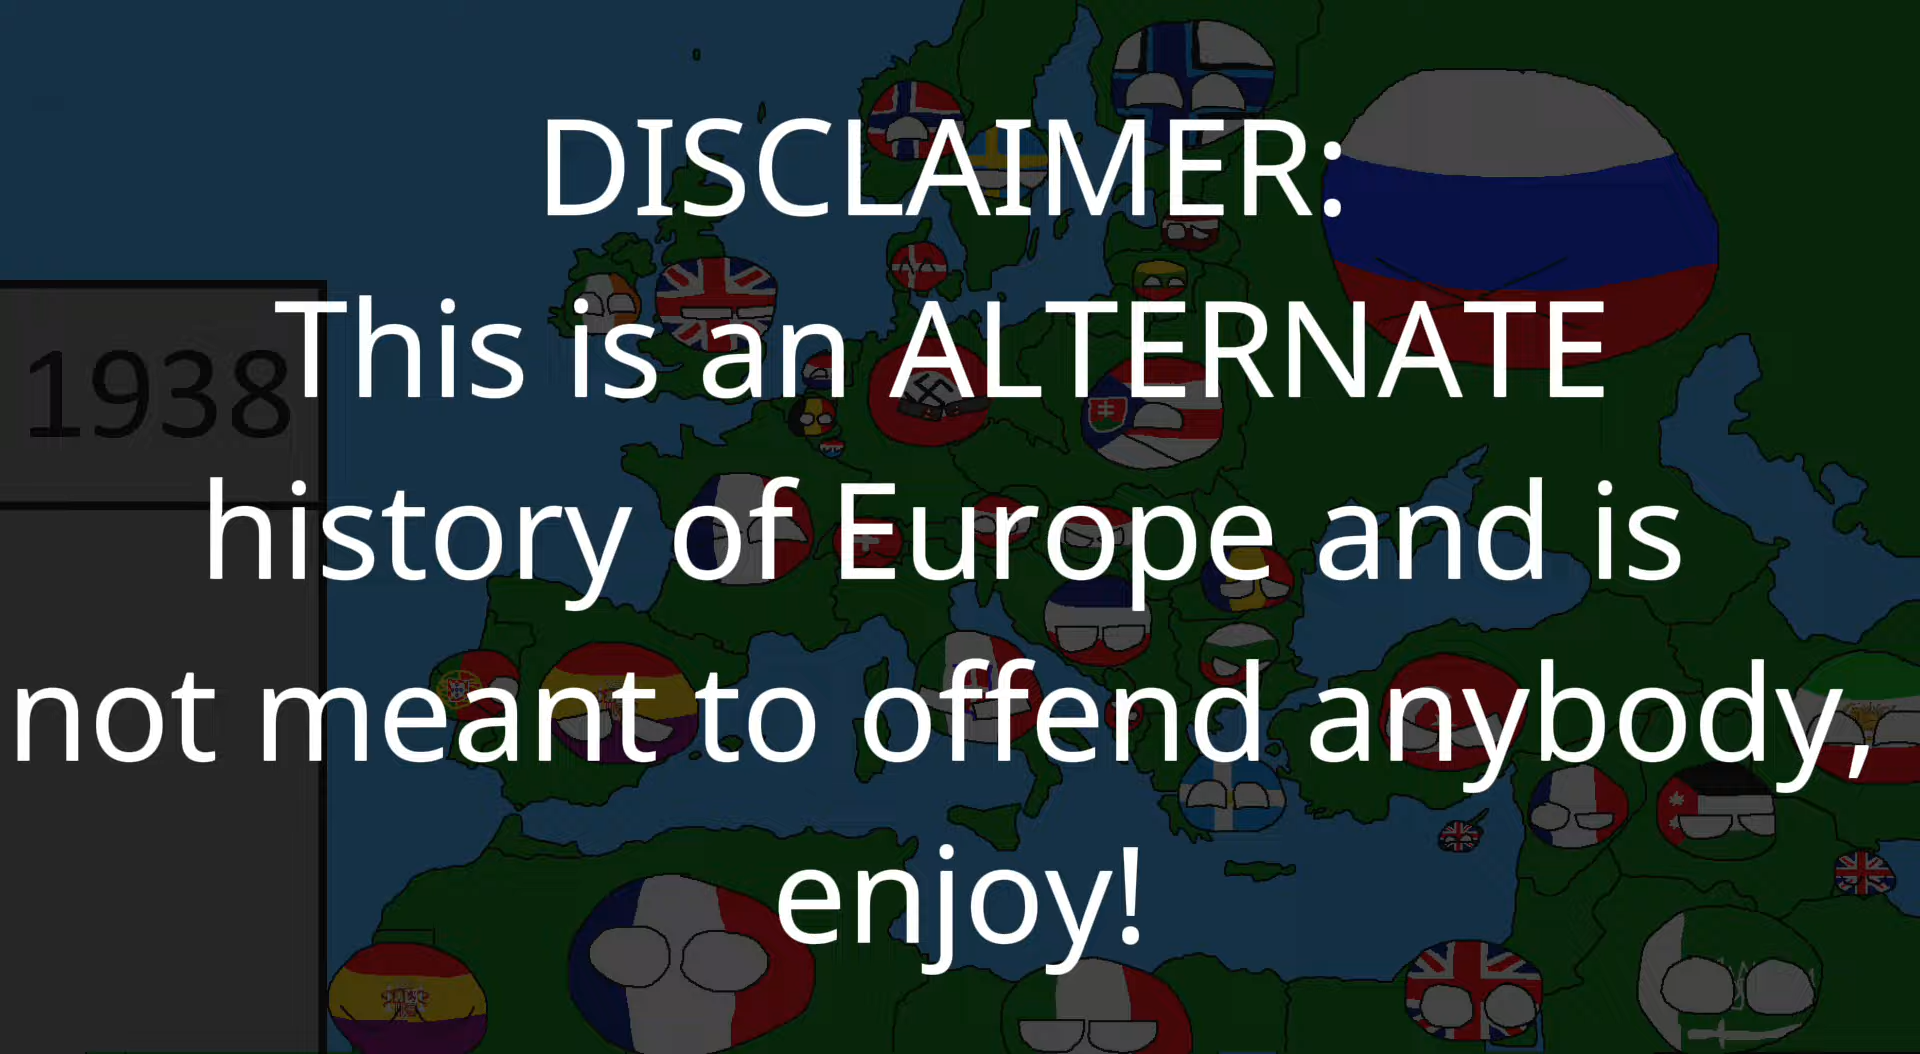 DISCLAIMER:
This is an ALTERNATE
history of Europe and is
not meant to offend anybody,
enjoy!
1938